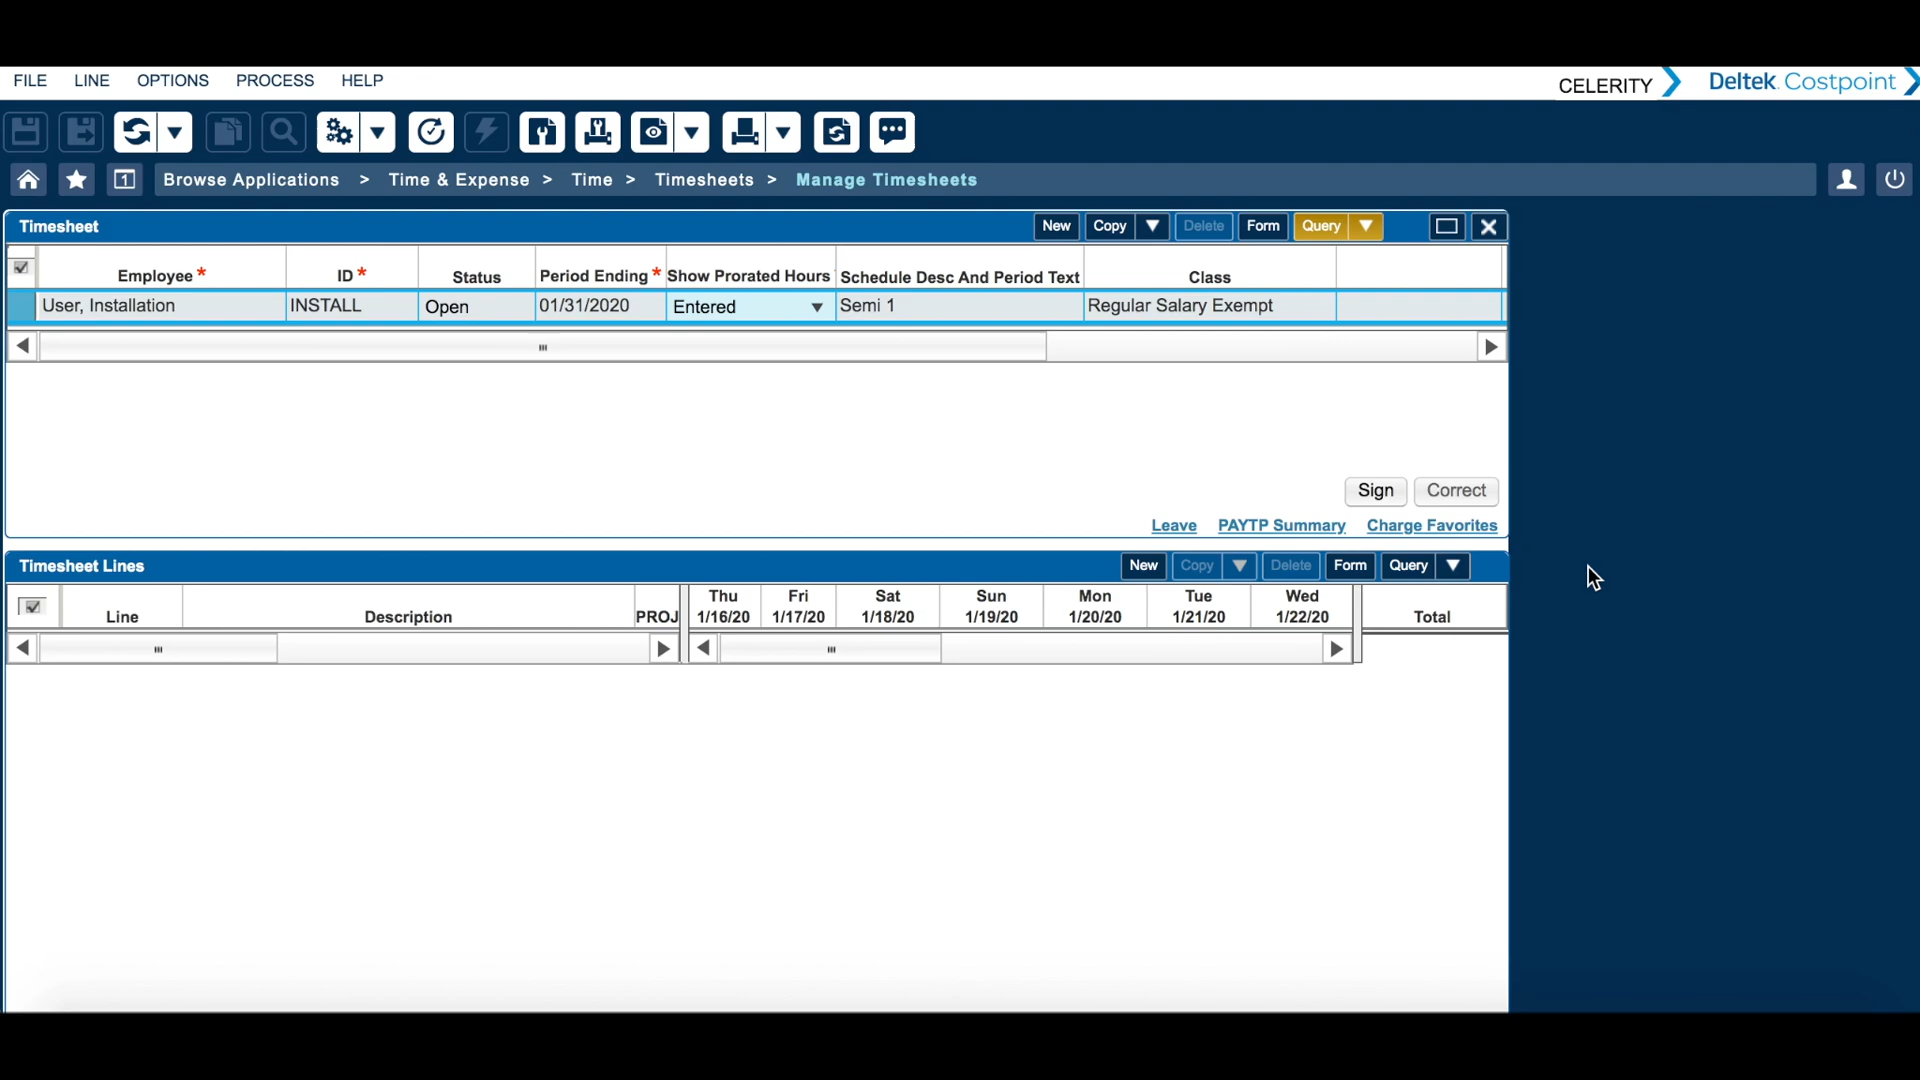 FILE LINE OPTIONS PROCESS HELP CELERITY Deltek Costpoint
1 Browse Applications > Time & Expense > Time > Timesheets > Manage Timesheets
Timesheet New Copy Delete Form Query
Employee * ID * Status Period Ending * Show Prorated Hours Schedule Desc And Period Text Class
User, Installation INSTALL Open 01/31/2020 Entered Semi 1 Regular Salary Exempt
Sign Correct
Leave PAYTP Summary Charge Favorites
Timesheet Lines New Copy Delete Form Query
Thu Fri Sat Sun Mon Tue Wed
Line Description PROJ 1/16/20 1/17/20 1/18/20 1/19/20 1/20/20 1/21/20 1/22/20 Total